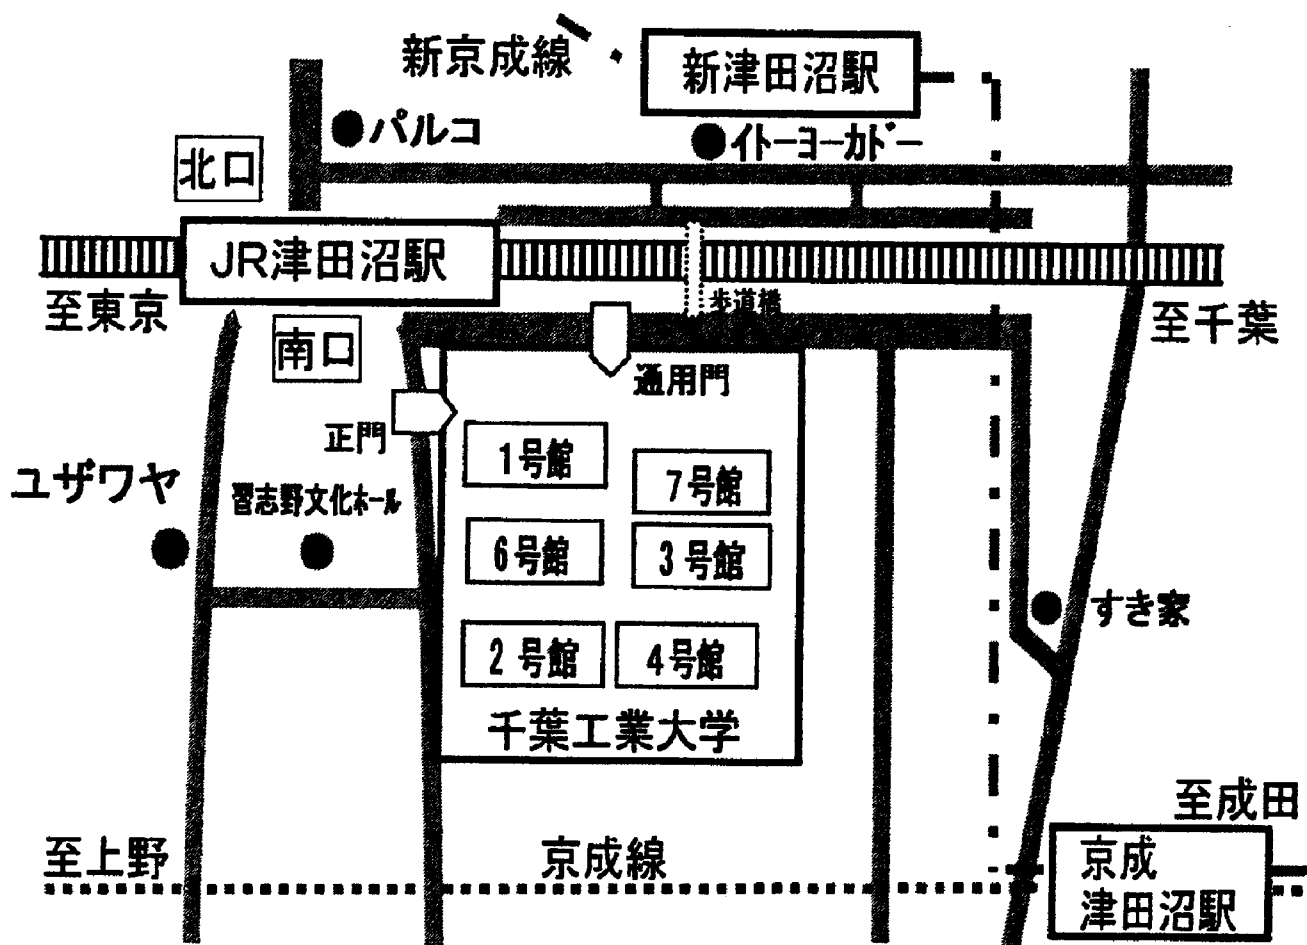 新京成線
新津田沼駅
パルコ
イトーヨーカドー
北口
JR津田沼駅
至東京
歩道橋
至千葉
南口
通用門
正門
1号館
7号館
ユザワヤ
習志野文化ホール
6号館
3号館
すき家
2号館
4号館
千葉工業大学
至成田
至上野
京成線
京成
津田沼駅